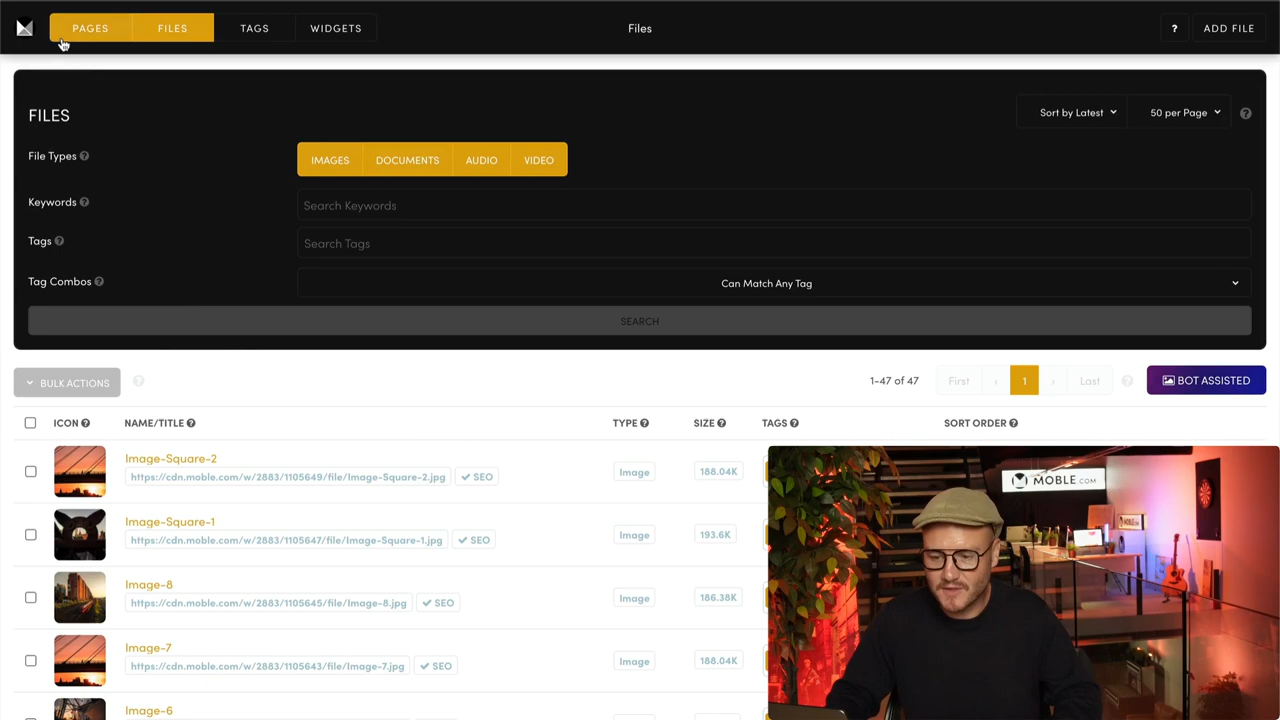 PAGES FILES TAGS WIDGETS Files ? ADD FILE
FILES Sort by Latest 50 per Page ?
File Types ? IMAGES DOCUMENTS AUDIO VIDEO
Keywords ? Search Keywords
Tags ? Search Tags
Tag Combos ? Can Match Any Tag
SEARCH
BULK ACTIONS ? 1-47 of 47 First ‹ 1 › Last ? BOT ASSISTED
ICON ? NAME/TITLE ? TYPE ? SIZE ? TAGS ? SORT ORDER ?
Image-Square-2
https://cdn.moble.com/w/2883/1105649/file/Image-Square-2.jpg SEO Image 188.04K
Image-Square-1
https://cdn.moble.com/w/2883/1105647/file/Image-Square-1.jpg SEO Image 193.6K
Image-8
https://cdn.moble.com/w/2883/1105645/file/Image-8.jpg SEO Image 186.38K
Image-7
https://cdn.moble.com/w/2883/1105643/file/Image-7.jpg SEO Image 188.04K
Image-6
MOBLE.COM